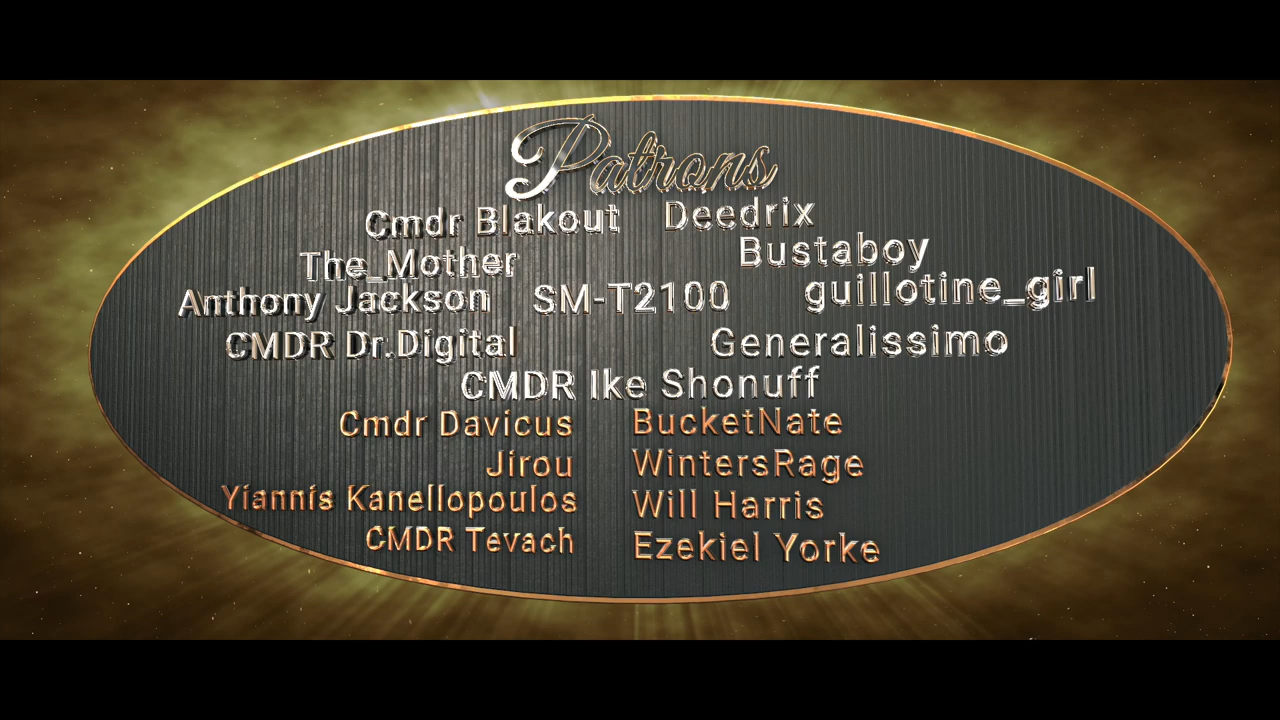 Patrons
Cmdr Blakout Deedrix
The_Mother Bustaboy
Anthony Jackson SM-T2100 guillotine_girl
CMDR Dr.Digital Generalissimo
CMDR Ike Shonuff
Cmdr Davicus BucketNate
Jirou WintersRage
Yiannis Kanellopoulos Will Harris
CMDR Tevach Ezekiel Yorke